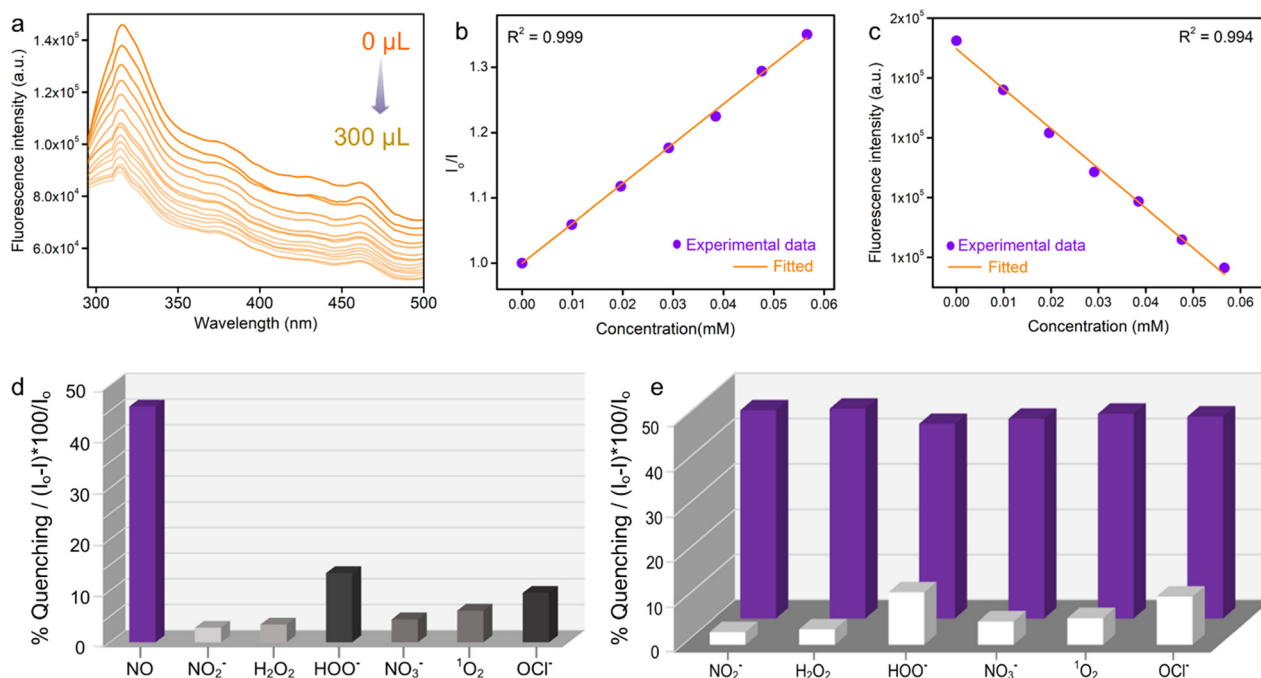 a
Fluorescence intensity (a.u.)
1.4x10⁵
1.2x10⁵
1.0x10⁵
8.0x10⁴
6.0x10⁴
0 µL
300 µL
300 350 400 450 500
Wavelength (nm)
b
R² = 0.999
Iₒ/I
1.3
1.2
1.1
1.0
Experimental data
Fitted
0.00 0.01 0.02 0.03 0.04 0.05 0.06
Concentration(mM)
c
R² = 0.994
Fluorescence intensity (a.u.)
2x10⁵
1x10⁵
1x10⁵
1x10⁵
1x10⁵
Experimental data
Fitted
0.00 0.01 0.02 0.03 0.04 0.05 0.06
Concentration (mM)
d
% Quenching / (Iₒ-I)*100/Iₒ
50
40
30
20
10
0
NO NO₂⁻ H₂O₂ HOO⁻ NO₃⁻ ¹O₂ OCl⁻
e
% Quenching / (Iₒ-I)*100/Iₒ
50
40
30
20
10
0
NO₂⁻ H₂O₂ HOO⁻ NO₃⁻ ¹O₂ OCl⁻